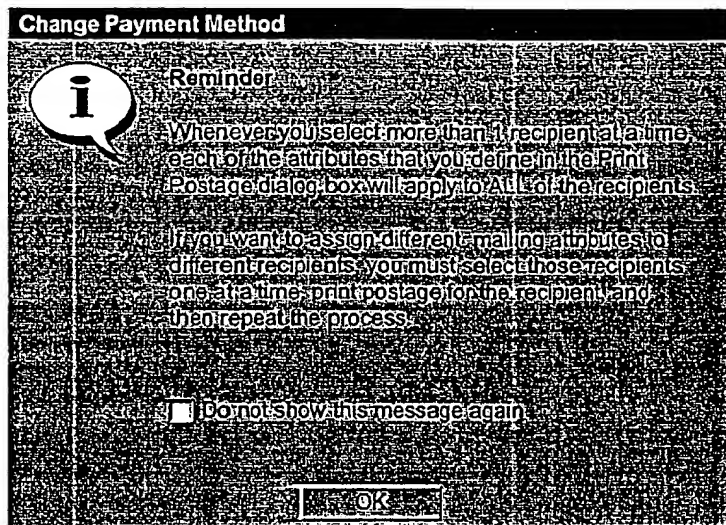 Change Payment Method
i
Reminder
Whenever you select more than 1 recipient at a time,
each of the attributes that you define in the Print
Postage dialog box will apply to ALL of the recipients.
If you want to assign different mailing attributes to
different recipients, you must select those recipients
one at a time, print postage for the recipient, and
then repeat the process.
Do not show this message again
OK